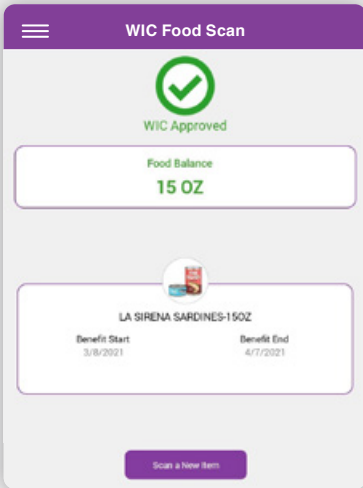 WIC Food Scan
WIC Approved
Food Balance
15 OZ
LA SIRENA SARDINES-15OZ
Benefit Start
Benefit End
3/8/2021
4/7/2021
Scan a New Item